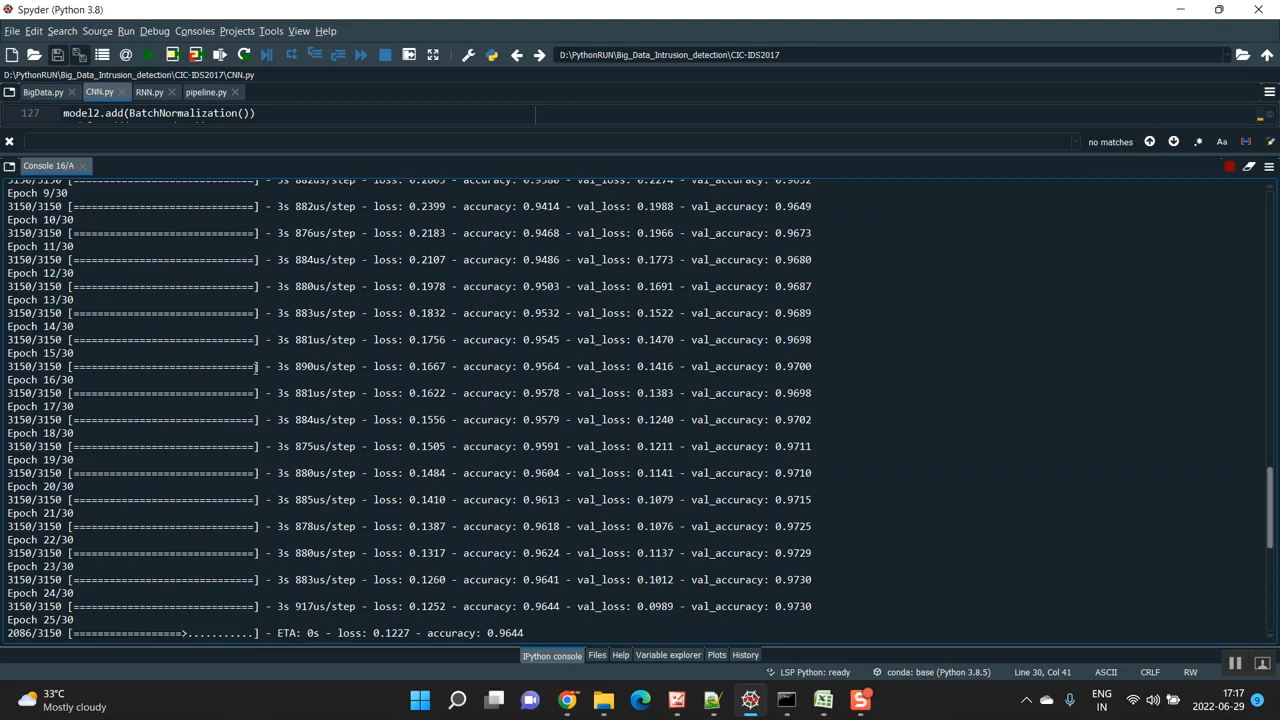 Spyder (Python 3.8)
File Edit Search Source Run Debug Consoles Projects Tools View Help
D:\PythonRUN\Big_Data_Intrusion_detection\CIC-IDS2017
D:\PythonRUN\Big_Data_Intrusion_detection\CIC-IDS2017\CNN.py
BigData.py CNN.py RNN.py pipeline.py
127 model2.add(BatchNormalization())
no matches Aa
Console 16/A
Epoch 9/30
3150/3150 [==============================] - 3s 882us/step - loss: 0.2399 - accuracy: 0.9414 - val_loss: 0.1988 - val_accuracy: 0.9649
Epoch 10/30
3150/3150 [==============================] - 3s 876us/step - loss: 0.2183 - accuracy: 0.9468 - val_loss: 0.1966 - val_accuracy: 0.9673
Epoch 11/30
3150/3150 [==============================] - 3s 884us/step - loss: 0.2107 - accuracy: 0.9486 - val_loss: 0.1773 - val_accuracy: 0.9680
Epoch 12/30
3150/3150 [==============================] - 3s 880us/step - loss: 0.1978 - accuracy: 0.9503 - val_loss: 0.1691 - val_accuracy: 0.9687
Epoch 13/30
3150/3150 [==============================] - 3s 883us/step - loss: 0.1832 - accuracy: 0.9532 - val_loss: 0.1522 - val_accuracy: 0.9689
Epoch 14/30
3150/3150 [==============================] - 3s 881us/step - loss: 0.1756 - accuracy: 0.9545 - val_loss: 0.1470 - val_accuracy: 0.9698
Epoch 15/30
3150/3150 [==============================] - 3s 890us/step - loss: 0.1667 - accuracy: 0.9564 - val_loss: 0.1416 - val_accuracy: 0.9700
Epoch 16/30
3150/3150 [==============================] - 3s 881us/step - loss: 0.1622 - accuracy: 0.9578 - val_loss: 0.1383 - val_accuracy: 0.9698
Epoch 17/30
3150/3150 [==============================] - 3s 884us/step - loss: 0.1556 - accuracy: 0.9579 - val_loss: 0.1240 - val_accuracy: 0.9702
Epoch 18/30
3150/3150 [==============================] - 3s 875us/step - loss: 0.1505 - accuracy: 0.9591 - val_loss: 0.1211 - val_accuracy: 0.9711
Epoch 19/30
3150/3150 [==============================] - 3s 880us/step - loss: 0.1484 - accuracy: 0.9604 - val_loss: 0.1141 - val_accuracy: 0.9710
Epoch 20/30
3150/3150 [==============================] - 3s 885us/step - loss: 0.1410 - accuracy: 0.9613 - val_loss: 0.1079 - val_accuracy: 0.9715
Epoch 21/30
3150/3150 [==============================] - 3s 878us/step - loss: 0.1387 - accuracy: 0.9618 - val_loss: 0.1076 - val_accuracy: 0.9725
Epoch 22/30
3150/3150 [==============================] - 3s 880us/step - loss: 0.1317 - accuracy: 0.9624 - val_loss: 0.1137 - val_accuracy: 0.9729
Epoch 23/30
3150/3150 [==============================] - 3s 883us/step - loss: 0.1260 - accuracy: 0.9641 - val_loss: 0.1012 - val_accuracy: 0.9730
Epoch 24/30
3150/3150 [==============================] - 3s 917us/step - loss: 0.1252 - accuracy: 0.9644 - val_loss: 0.0989 - val_accuracy: 0.9730
Epoch 25/30
2086/3150 [==================>...........] - ETA: 0s - loss: 0.1227 - accuracy: 0.9644
IPython console Files Help Variable explorer Plots History
LSP Python: ready conda: base (Python 3.8.5) Line 30, Col 41 ASCII CRLF RW
33°C
Mostly cloudy
ENG
IN
17:17
2022-06-29
9